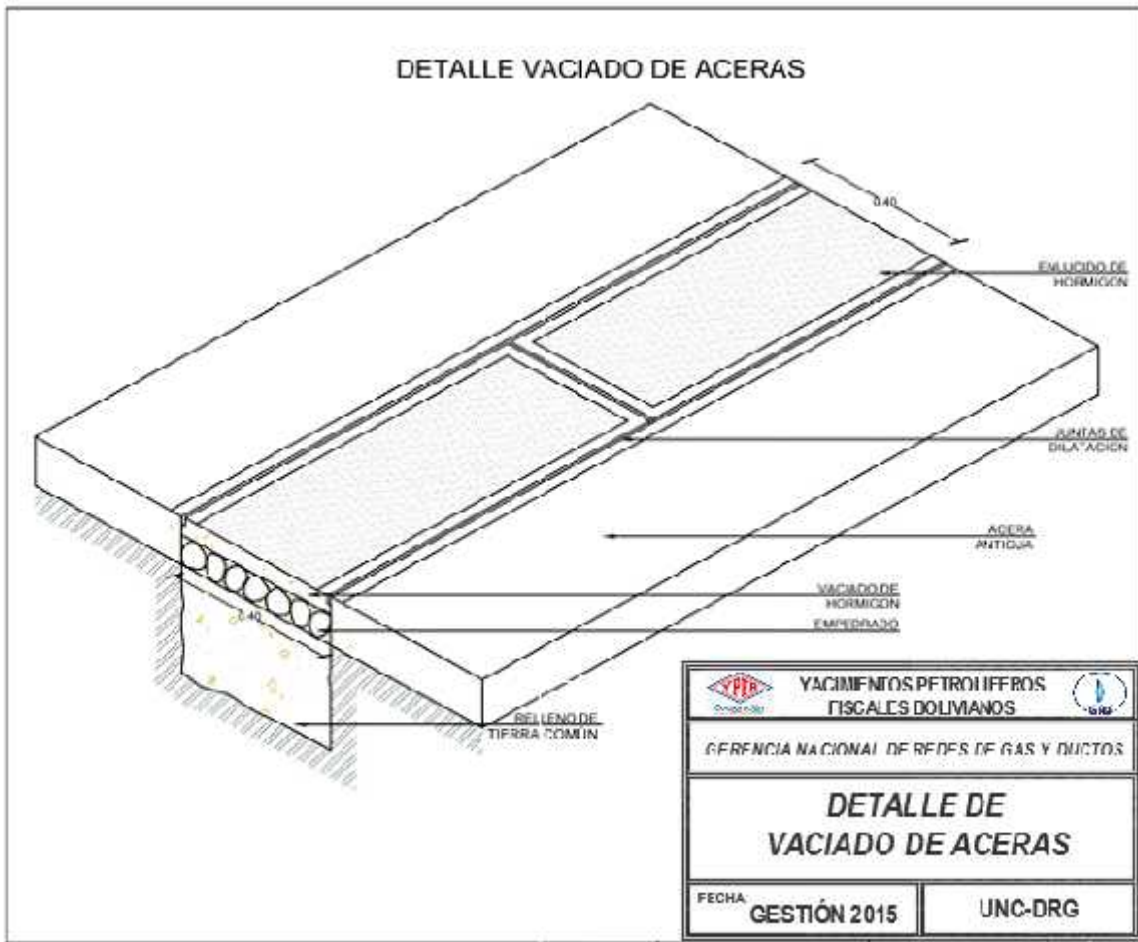 DETALLE VACIADO DE ACERAS
0.40
ENLUCIDO DE
HORMIGON
JUNTAS DE
DILATACION
ACERA
ANTIGUA
VACIADO DE
HORMIGON
EMPEDRADO
0.40
RELLENO DE
TIERRA COMÚN
YPFB
YACIMIENTOS PETROLIFEROS
FISCALES BOLIVIANOS
GERENCIA NACIONAL DE REDES DE GAS Y DUCTOS
DETALLE DE
VACIADO DE ACERAS
FECHA
GESTIÓN 2015
UNC-DRG